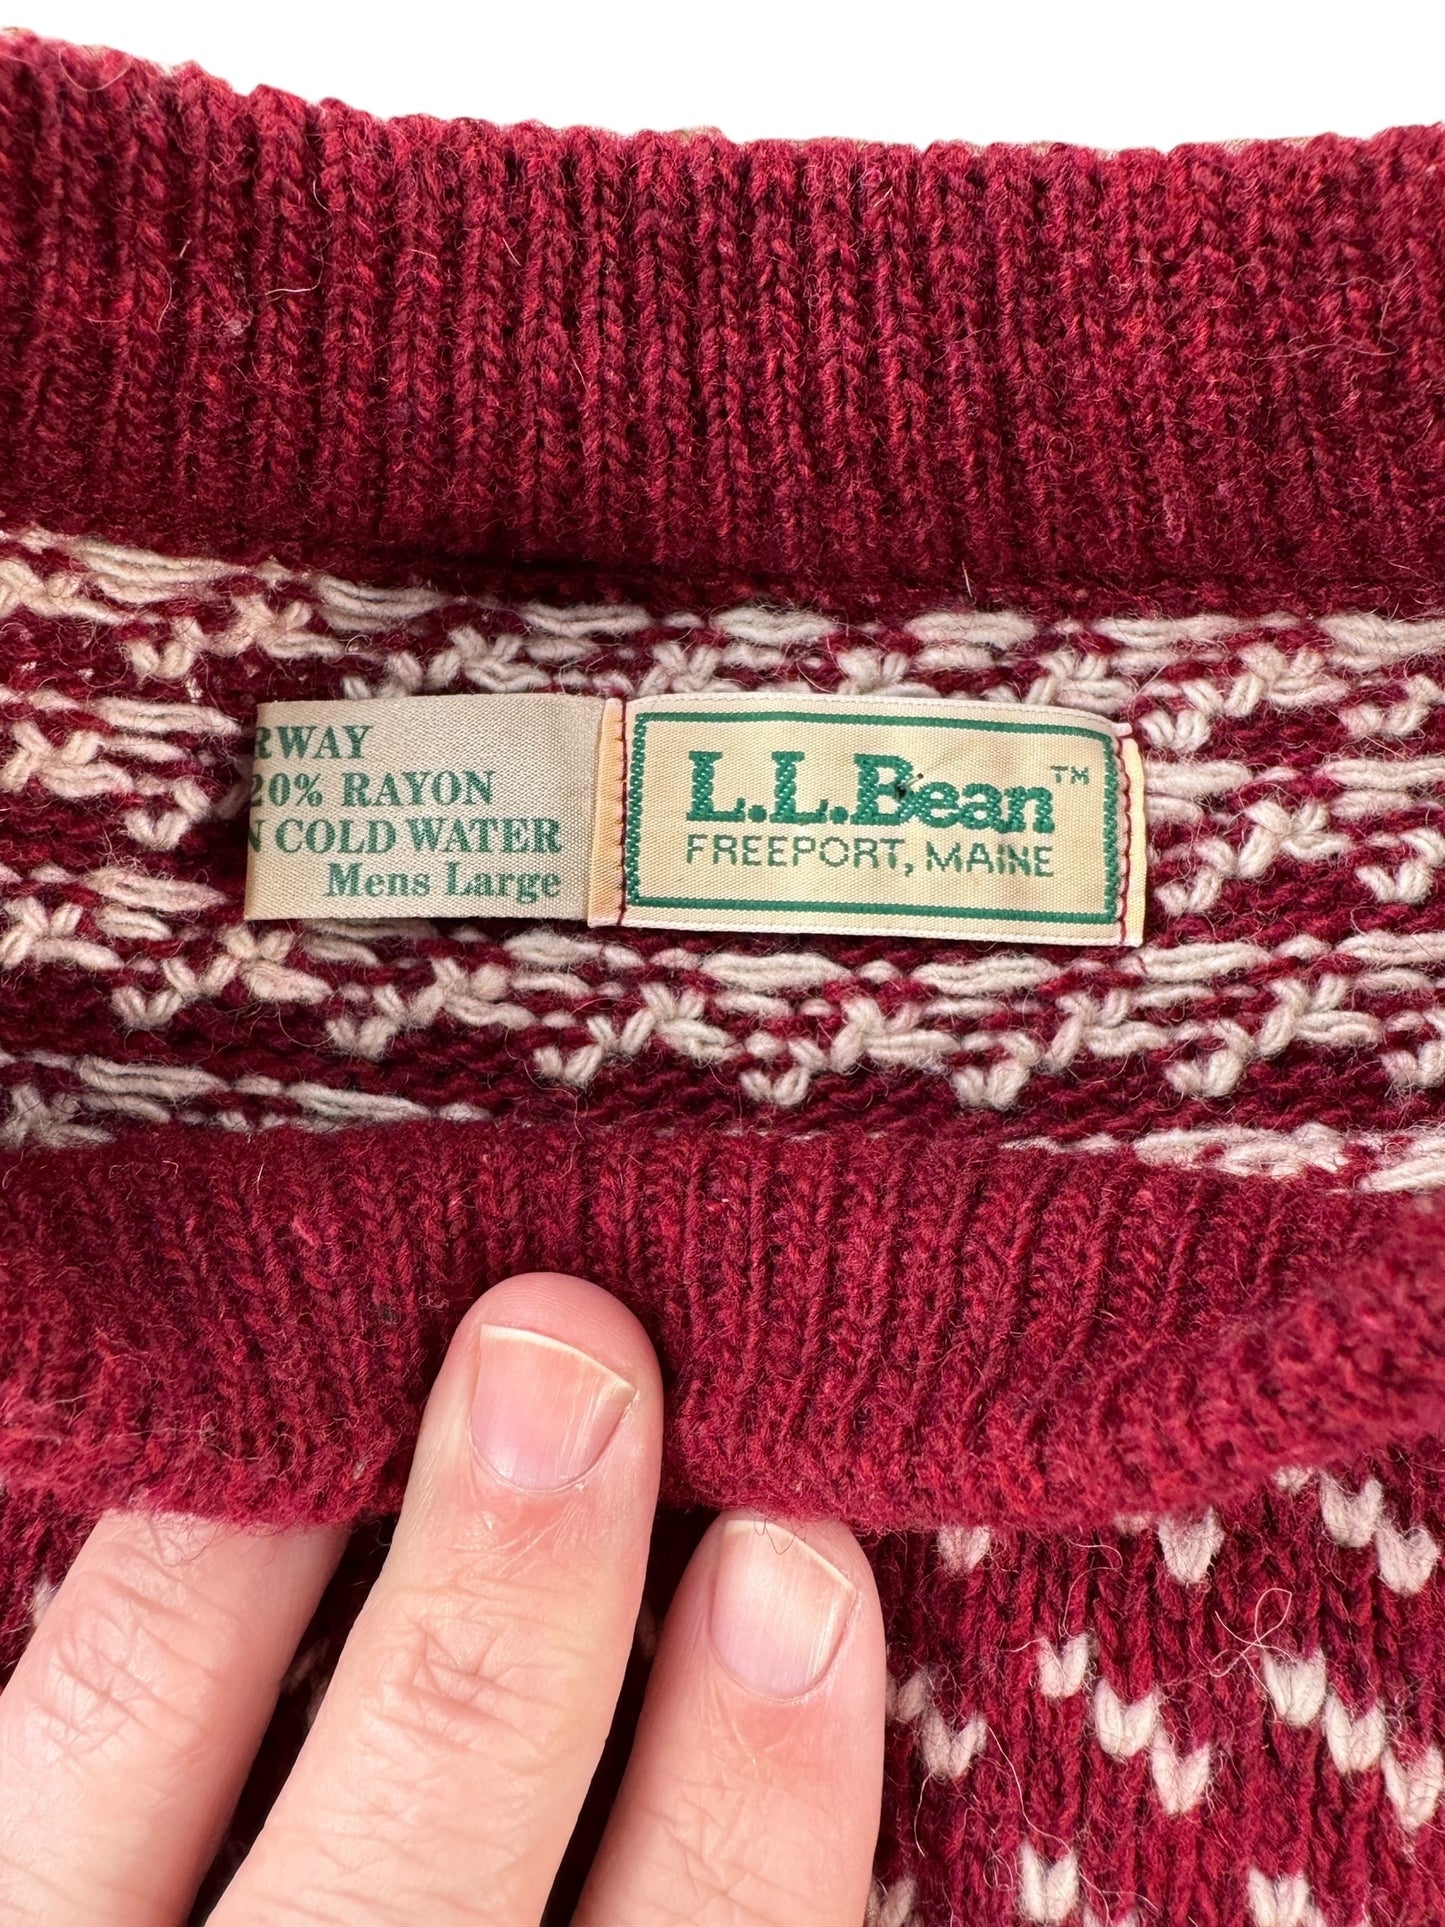 RWAY
20% RAYON
N COLD WATER
Mens Large
L.L.Bean™
FREEPORT, MAINE